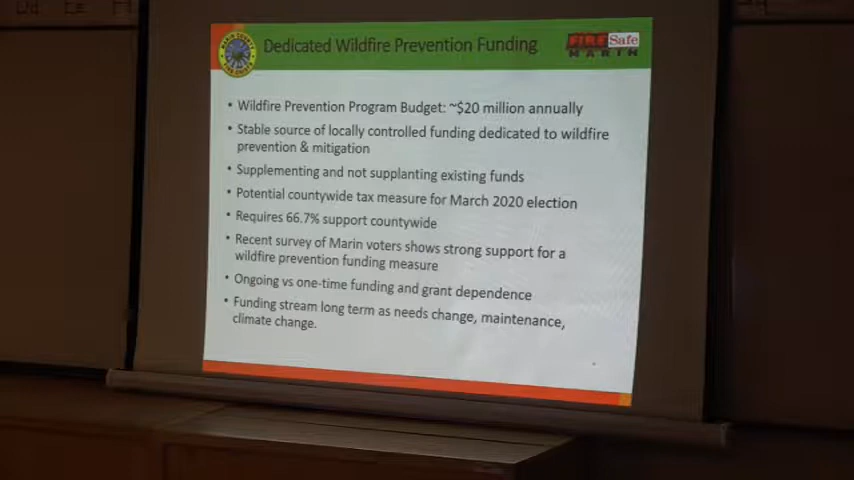 Dedicated Wildfire Prevention Funding
FIRE Safe
MARIN
• Wildfire Prevention Program Budget: ~$20 million annually
• Stable source of locally controlled funding dedicated to wildfire
prevention & mitigation
• Supplementing and not supplanting existing funds
• Potential countywide tax measure for March 2020 election
• Requires 66.7% support countywide
• Recent survey of Marin voters shows strong support for a
wildfire prevention funding measure
• Ongoing vs one-time funding and grant dependence
• Funding stream long term as needs change, maintenance,
climate change.